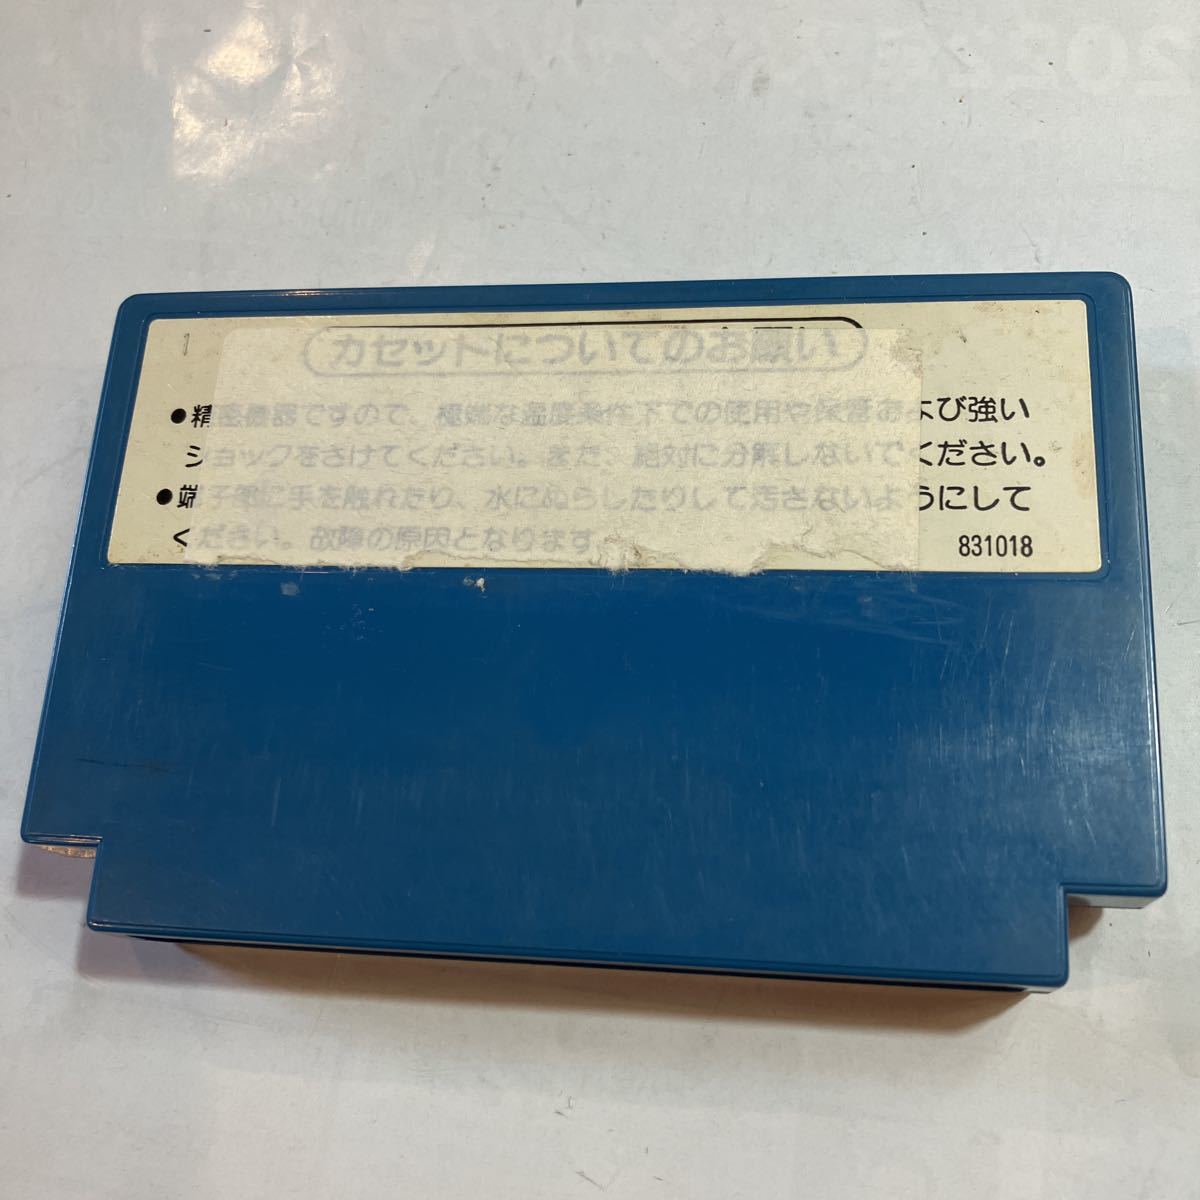 1
カセットについてのお願い
●精密機器ですので、極端な温度条件下での使用や保管および強い
ショックをさけてください。また、絶対に分解しないでください。
●端子部に手を触れたり、水にぬらしたりして汚さないようにして
ください。故障の原因となります。
831018